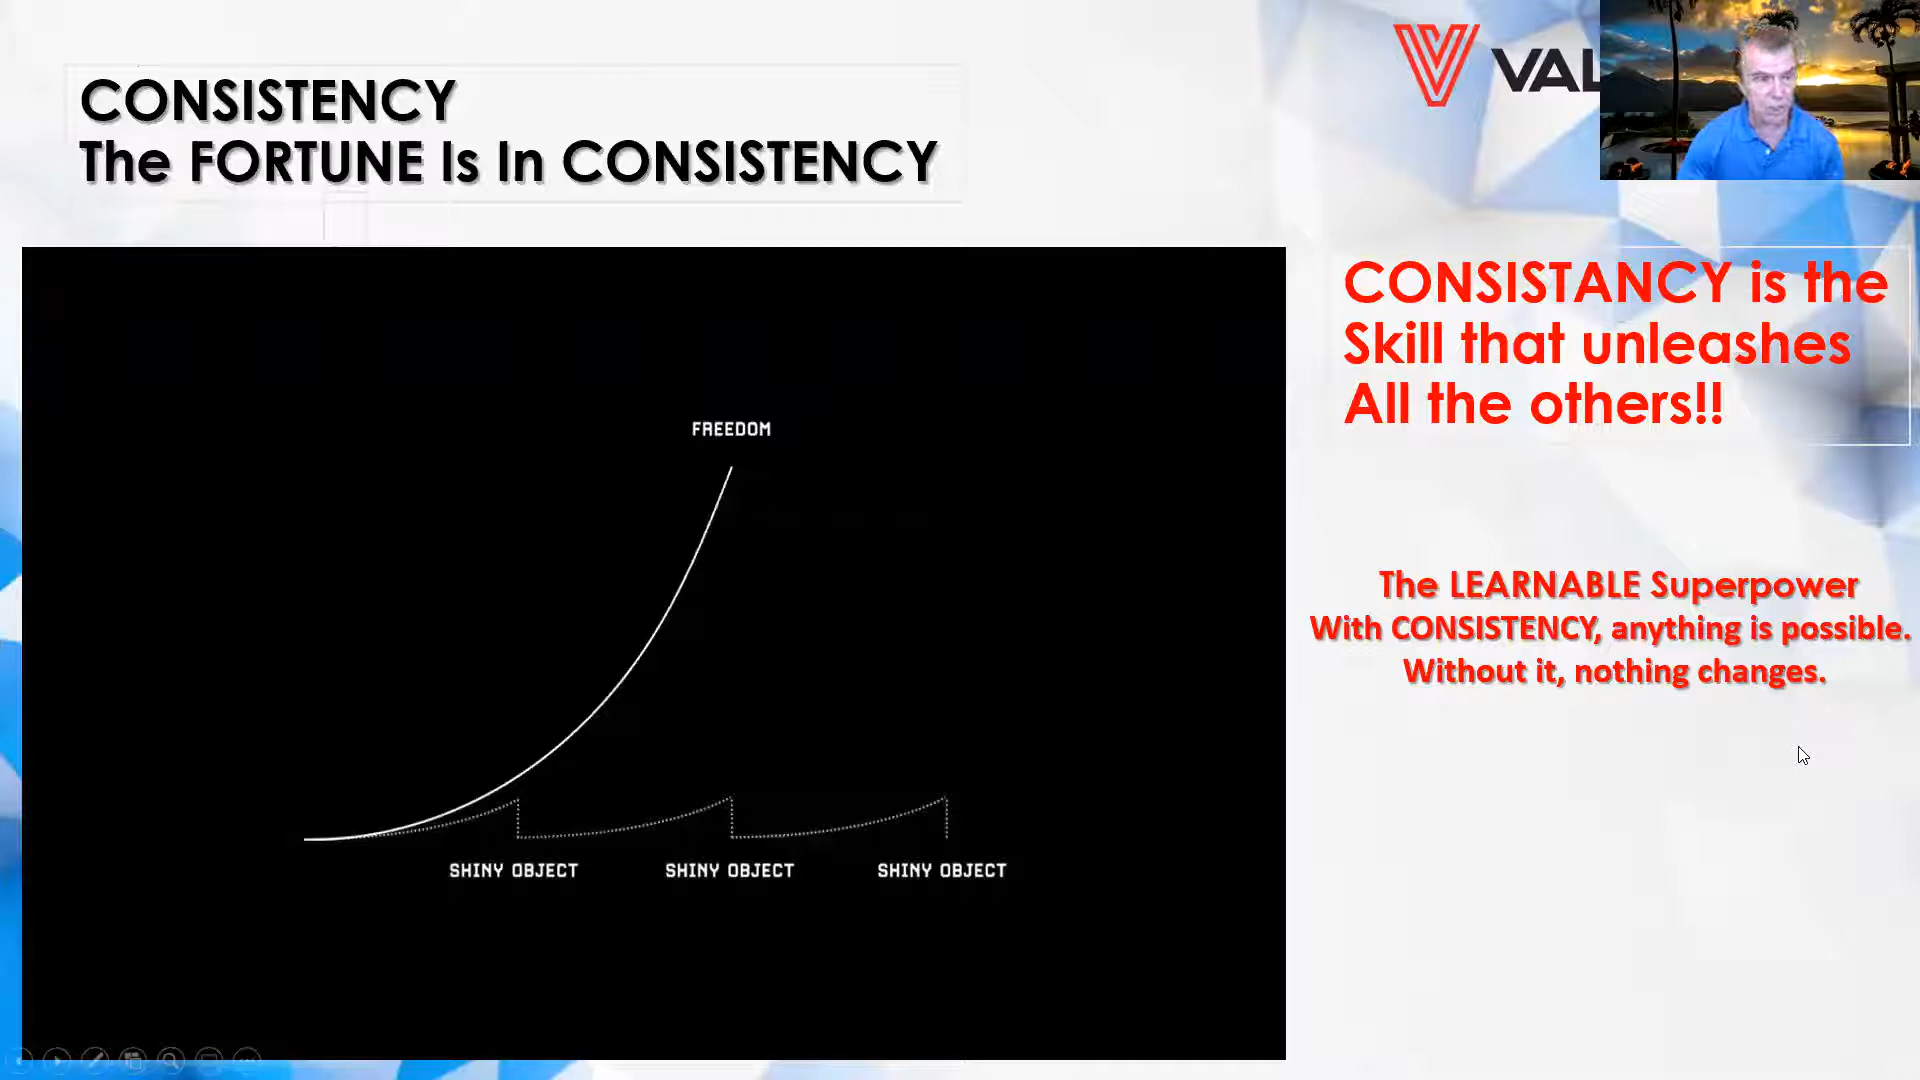 CONSISTENCY
The FORTUNE Is In CONSISTENCY
VAL
CONSISTANCY is the
Skill that unleashes
All the others!!
FREEDOM
The LEARNABLE Superpower
With CONSISTENCY, anything is possible.
Without it, nothing changes.
SHINY OBJECT
SHINY OBJECT
SHINY OBJECT